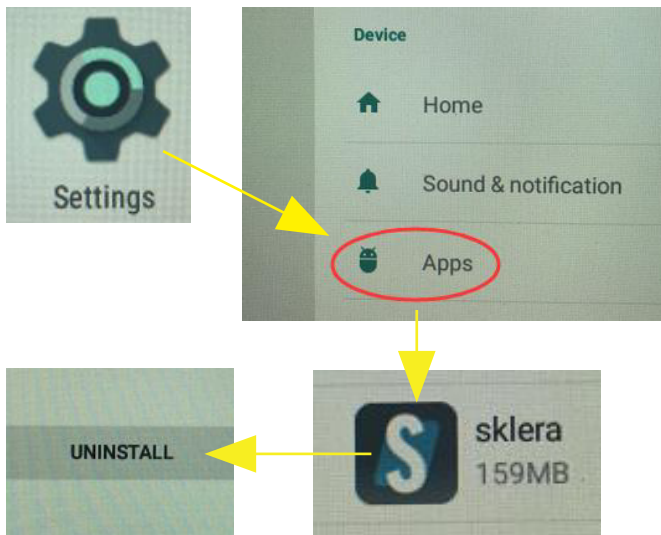 Settings
Device
Home
Sound & notification
Apps
sklera
159MB
UNINSTALL